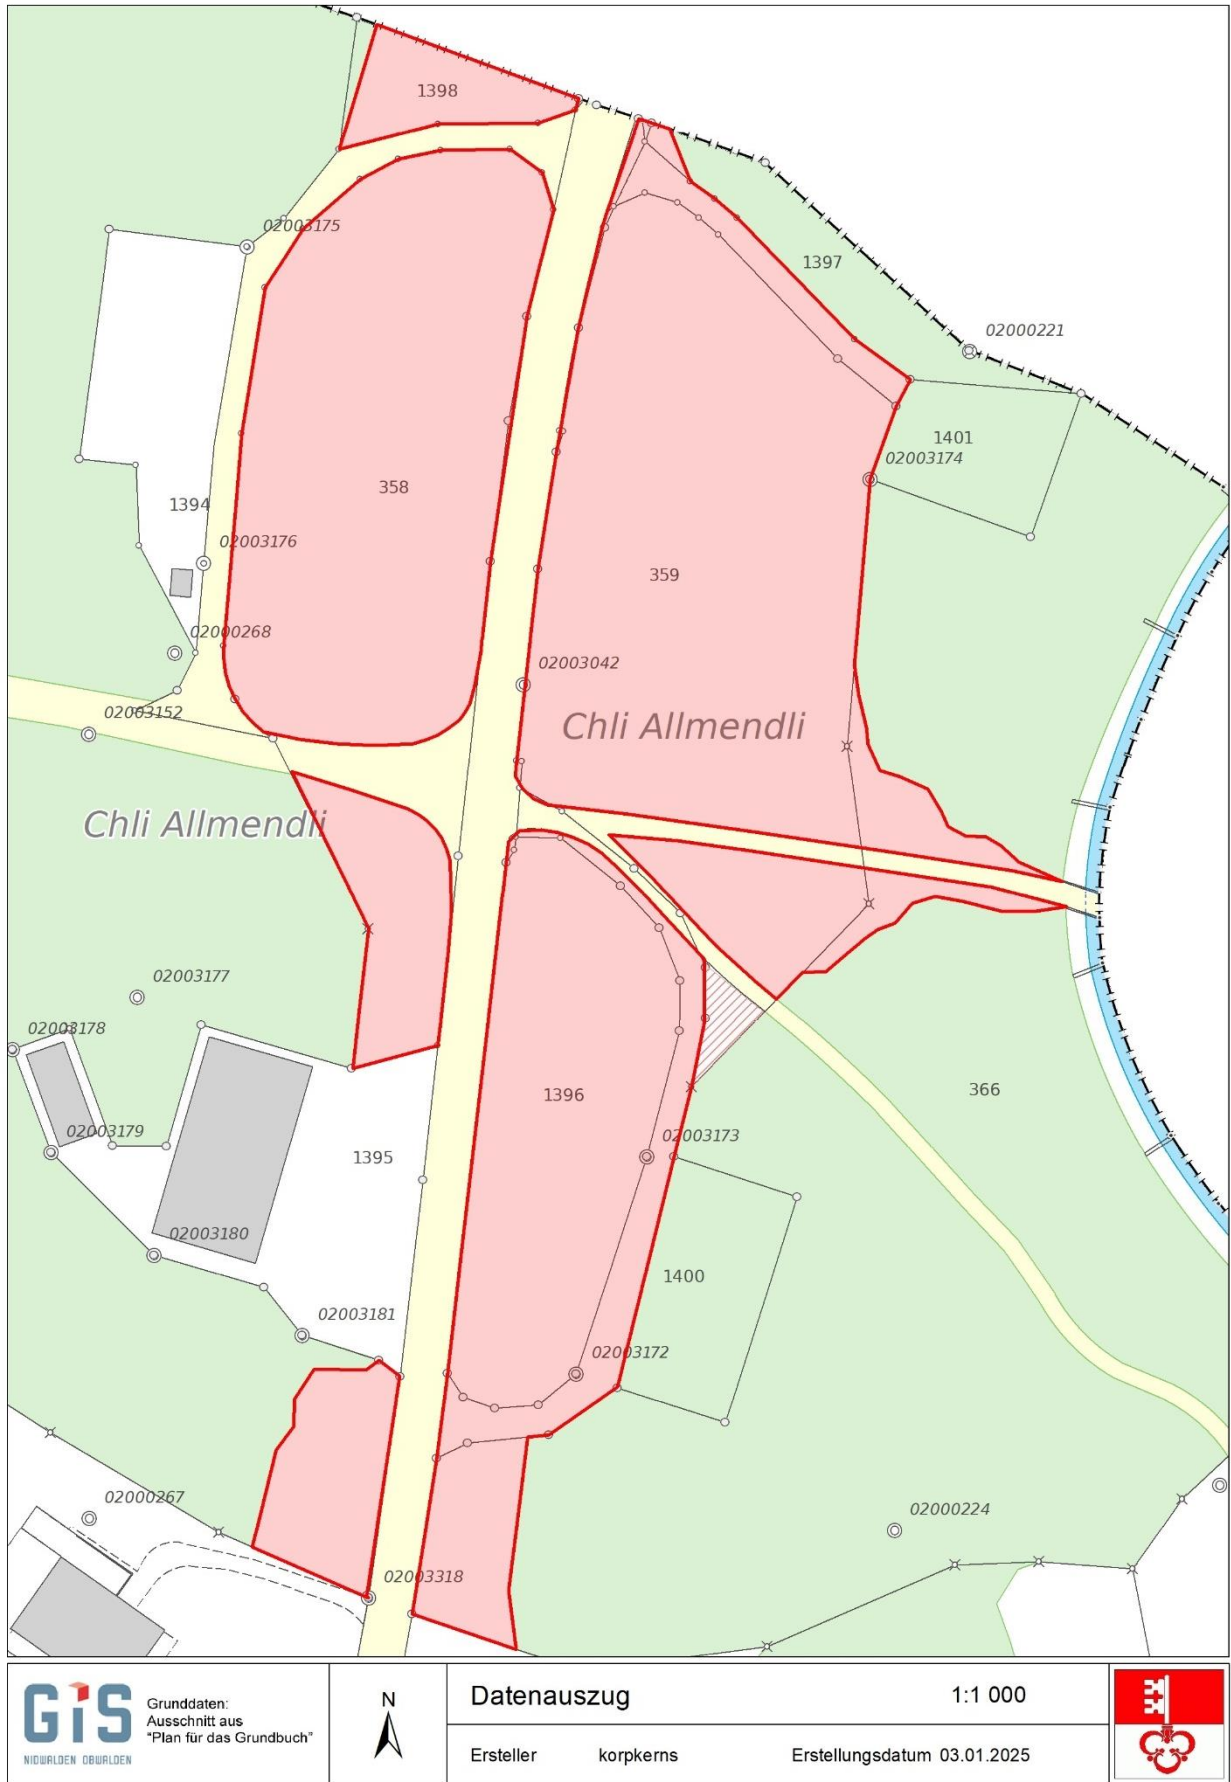 1398
02003175
1397
02000221
1401
02003174
358
1394
02003176
359
02000268
02003042
02003152
Chli Allmendli
Chli Allmendli
02003177
02003178
366
1396
02003179
02003173
1395
02003180
1400
02003181
02003172
02000267
02000224
02003318
GIS
NIDWALDEN OBWALDEN
Grunddaten:
Ausschnitt aus
"Plan für das Grundbuch"
N
Datenauszug
1:1 000
Ersteller korpkerns Erstellungsdatum 03.01.2025